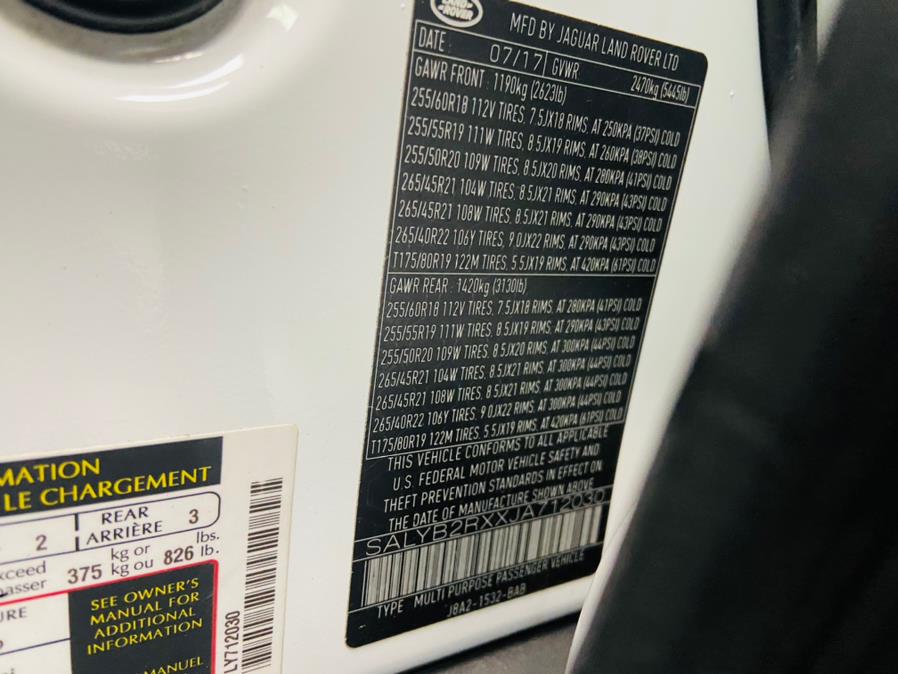 LAND
ROVER
MFD BY JAGUAR LAND ROVER LTD
DATE: 07/17 GVWR 2470kg (5445lb)
GAWR FRONT : 1190kg (2623lb)
255/60R18 112V TIRES, 7.5JX18 RIMS, AT 250KPA (37PSI) COLD
255/55R19 111W TIRES, 8.5JX19 RIMS, AT 260KPA (38PSI) COLD
255/50R20 109W TIRES, 8.5JX20 RIMS, AT 280KPA (41PSI) COLD
265/45R21 104W TIRES, 8.5JX21 RIMS, AT 290KPA (43PSI) COLD
265/45R21 108W TIRES, 8.5JX21 RIMS, AT 290KPA (43PSI) COLD
265/40R22 106Y TIRES, 9.0JX22 RIMS, AT 290KPA (43PSI) COLD
T175/80R19 122M TIRES, 5.5JX19 RIMS, AT 420KPA (61PSI) COLD
GAWR REAR : 1420kg (3130lb)
255/60R18 112V TIRES, 7.5JX18 RIMS, AT 280KPA (41PSI) COLD
255/55R19 111W TIRES, 8.5JX19 RIMS, AT 290KPA (43PSI) COLD
255/50R20 109W TIRES, 8.5JX20 RIMS, AT 300KPA (44PSI) COLD
265/45R21 104W TIRES, 8.5JX21 RIMS, AT 300KPA (44PSI) COLD
265/45R21 108W TIRES, 8.5JX21 RIMS, AT 300KPA (44PSI) COLD
265/40R22 106Y TIRES, 9.0JX22 RIMS, AT 300KPA (44PSI) COLD
T175/80R19 122M TIRES, 5.5JX19 RIMS, AT 420KPA (61PSI) COLD
THIS VEHICLE CONFORMS TO ALL APPLICABLE
U.S. FEDERAL MOTOR VEHICLE SAFETY AND
THEFT PREVENTION STANDARDS IN EFFECT ON
THE DATE OF MANUFACTURE SHOWN ABOVE
SALYB2RXXJA712030
TYPE MULTI PURPOSE PASSENGER VEHICLE
J8A2-1532-BAB
MATION
LE CHARGEMENT
2 REAR 3
ARRIÈRE
xceed 375 kg or 826 lbs.
asser kg ou lb.
URE
SEE OWNER'S
MANUAL FOR
ADDITIONAL
INFORMATION
MANUEL
LY712030